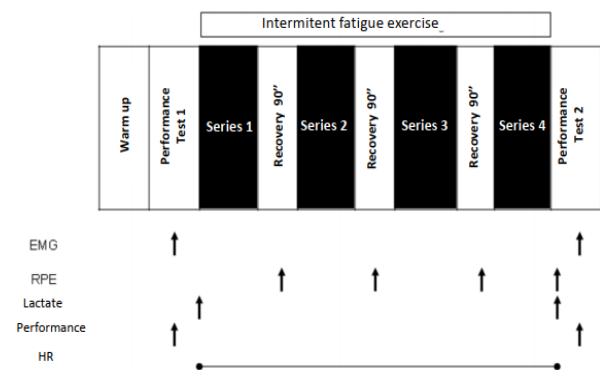 Intermitent fatigue exercise
Warm up
Performance
Test 1
Series 1
Recovery 90’’
Series 2
Recovery 90’’
Series 3
Recovery 90’’
Series 4
Performance
Test 2
EMG
RPE
Lactate
Performance
HR